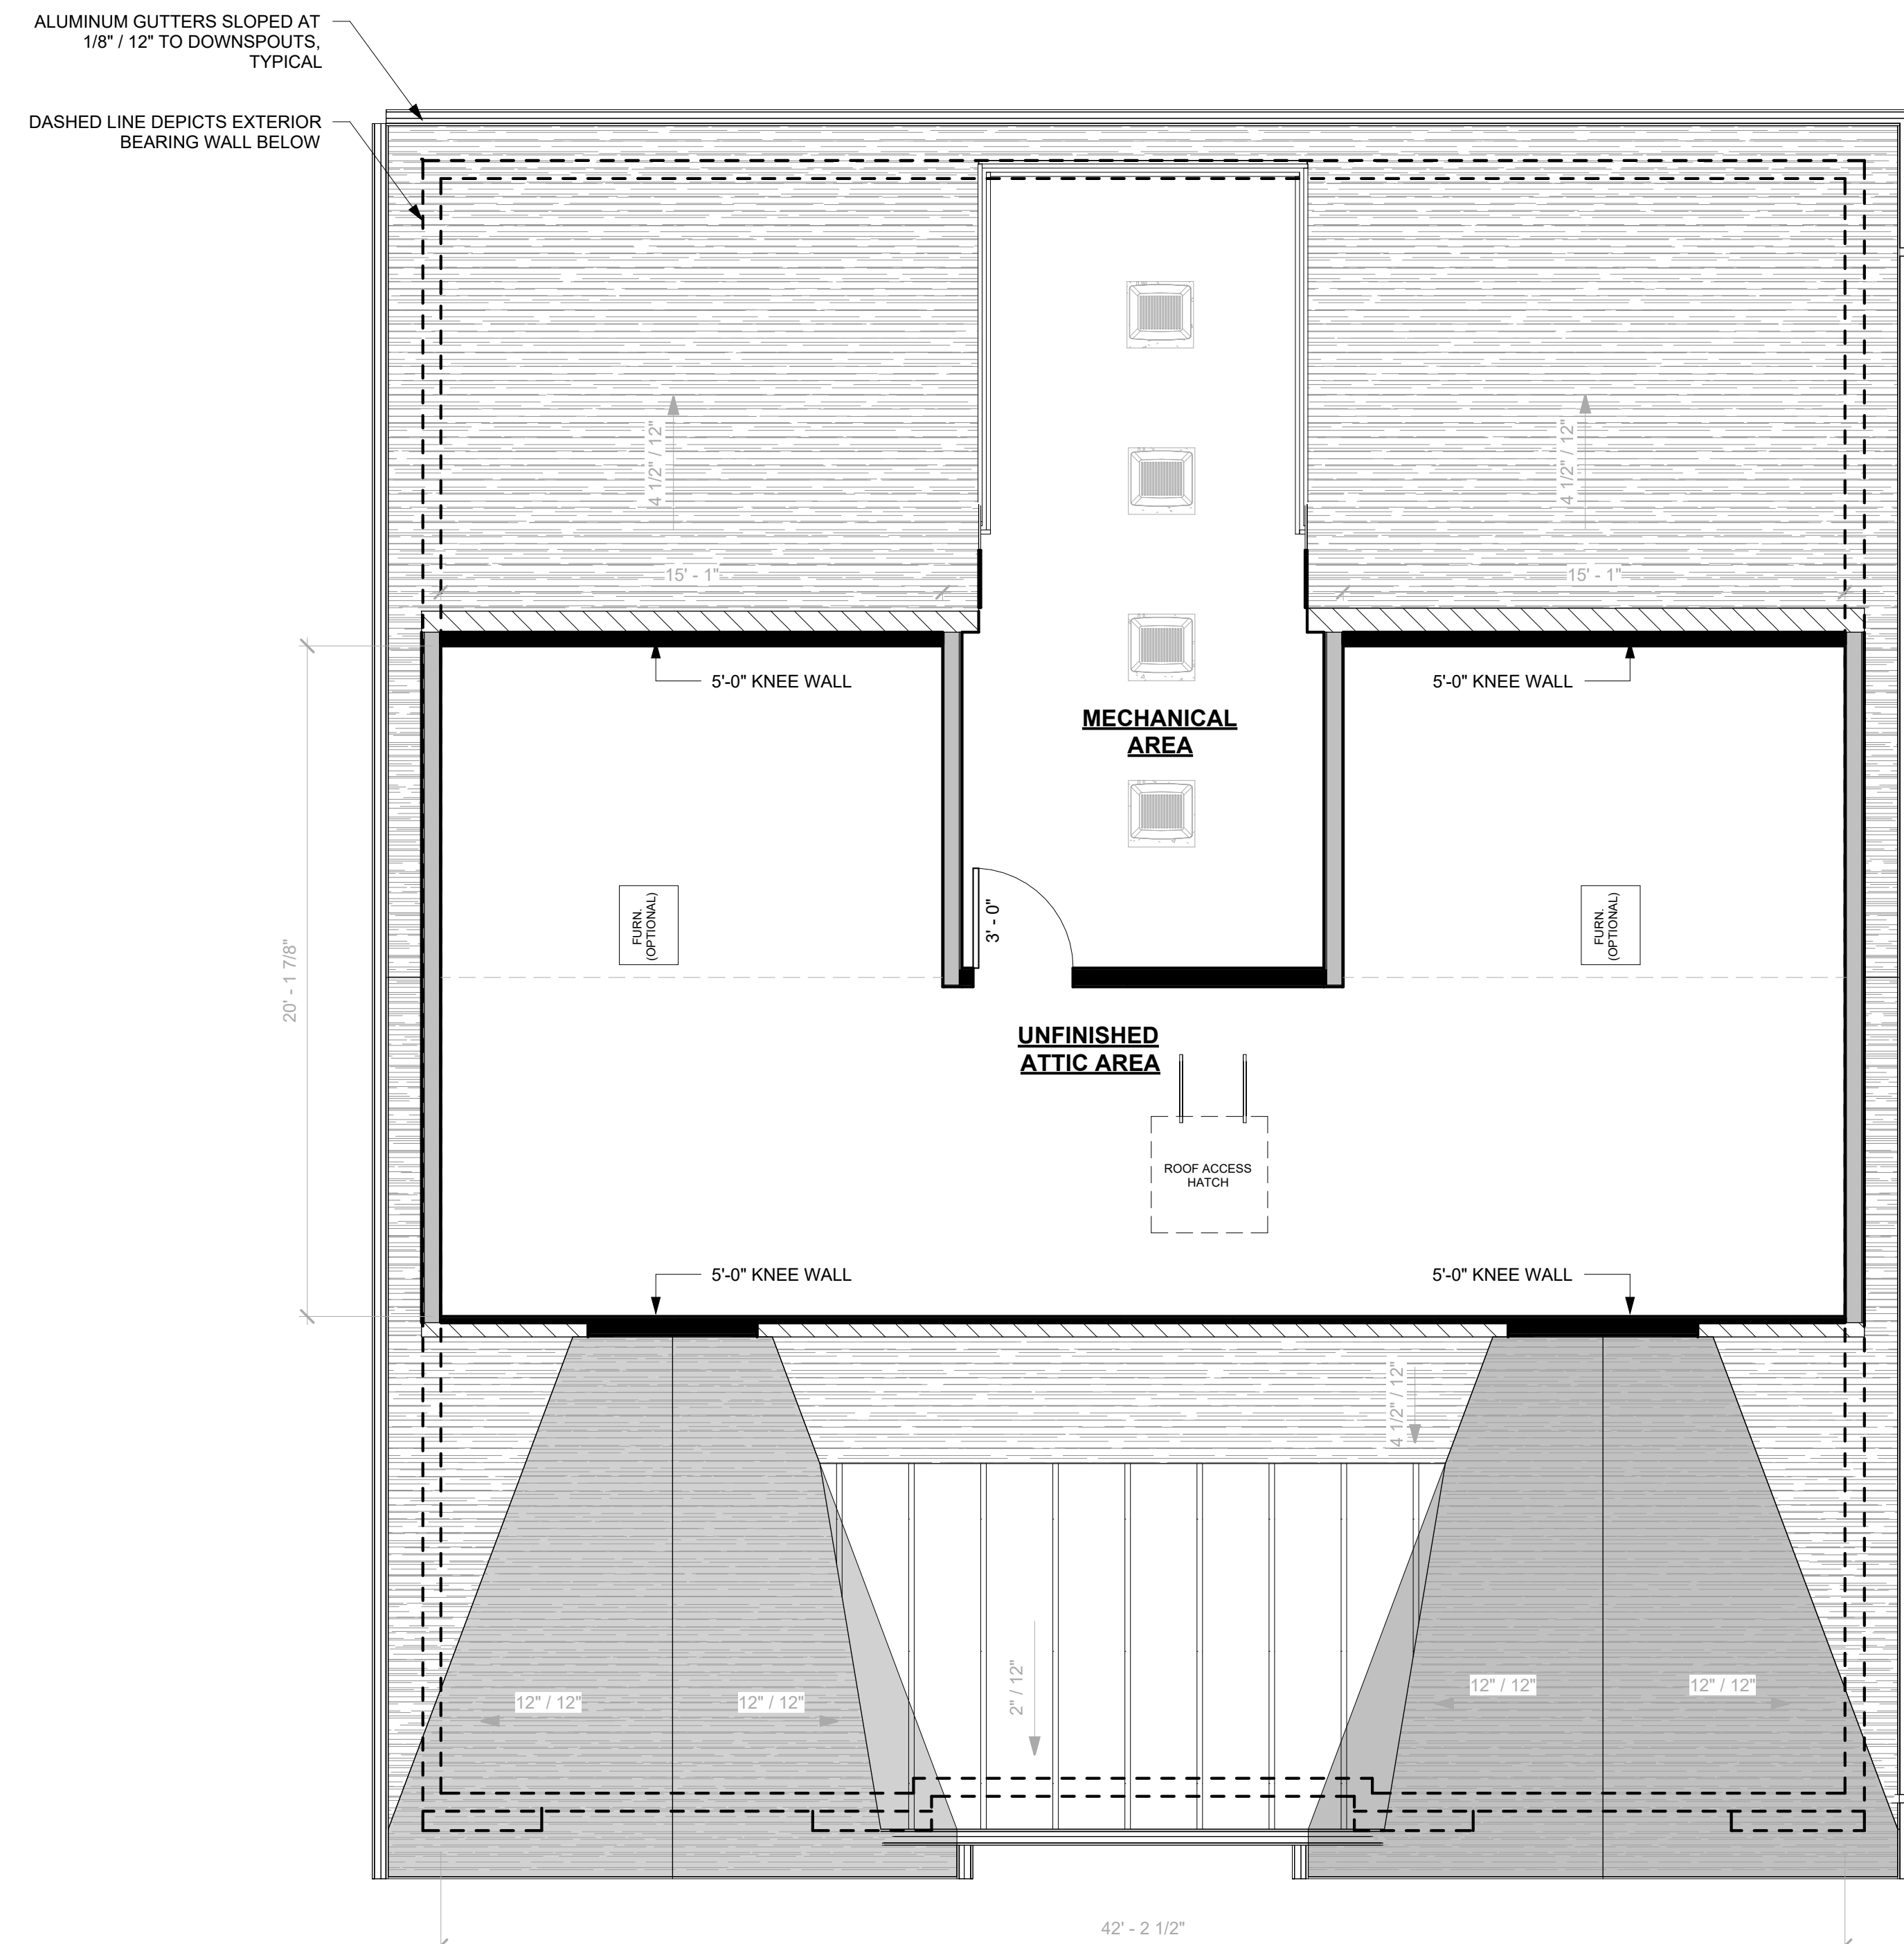 ALUMINUM GUTTERS SLOPED AT
1/8" / 12" TO DOWNSPOUTS,
TYPICAL
DASHED LINE DEPICTS EXTERIOR
BEARING WALL BELOW
4 1/2" / 12"
4 1/2" / 12"
15' - 1"
15' - 1"
5'-0" KNEE WALL
5'-0" KNEE WALL
MECHANICAL
AREA
FURN.
(OPTIONAL)
3' - 0"
FURN.
(OPTIONAL)
20' - 1 7/8"
UNFINISHED
ATTIC AREA
ROOF ACCESS
HATCH
5'-0" KNEE WALL
5'-0" KNEE WALL
4 1/2" / 12"
2" / 12"
12" / 12"
12" / 12"
12" / 12"
12" / 12"
42' - 2 1/2"